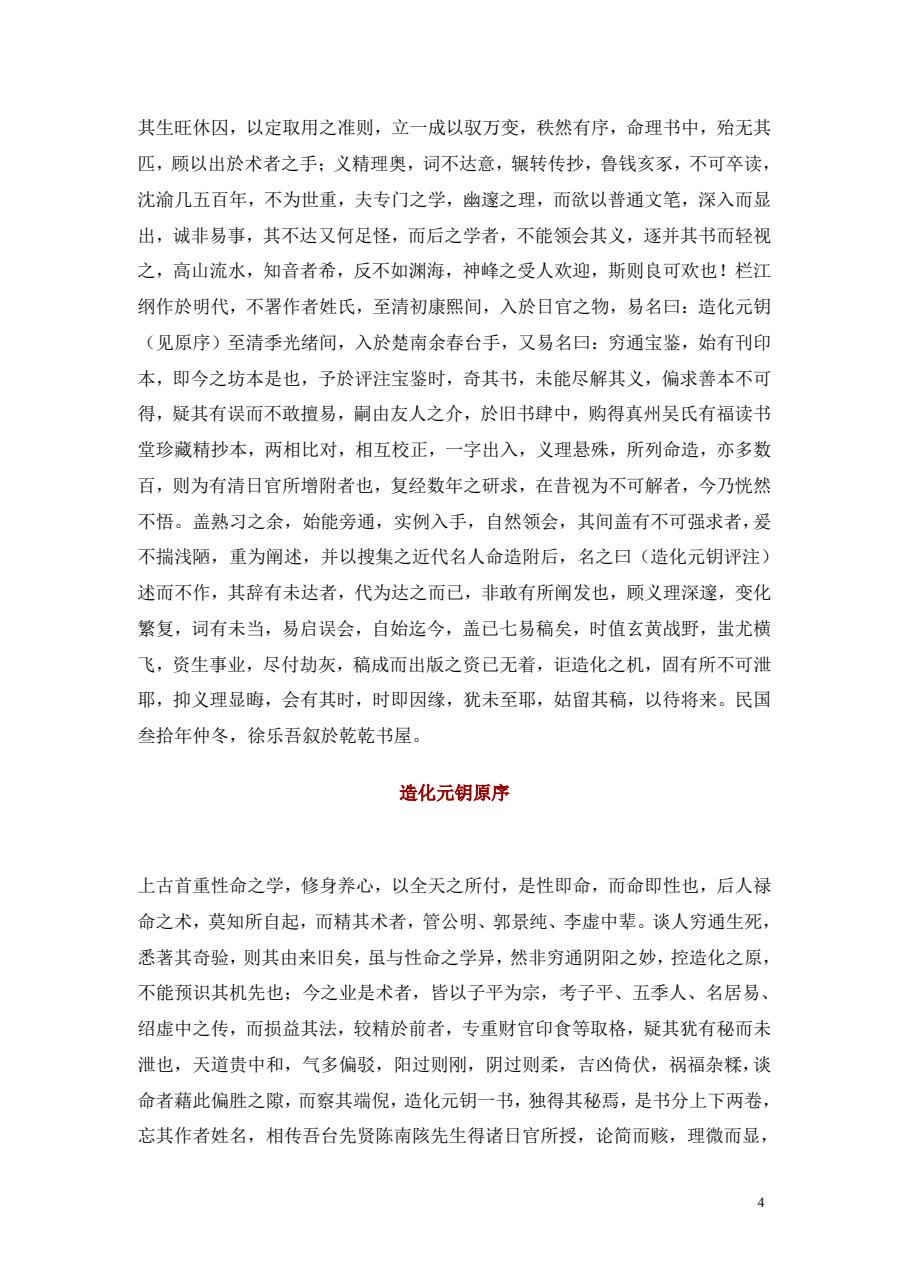 其生旺休囚，以定取用之准则，立一成以驭万变，秩然有序，命理书中，殆无其
匹，顾以出於术者之手；义精理奥，词不达意，辗转传抄，鲁钱亥豕，不可卒读，
沈渝几五百年，不为世重，夫专门之学，幽邃之理，而欲以普通文笔，深入而显
出，诚非易事，其不达又何足怪，而后之学者，不能领会其义，逐并其书而轻视
之，高山流水，知音者希，反不如渊海，神峰之受人欢迎，斯则良可欢也！栏江
纲作於明代，不署作者姓氏，至清初康熙间，入於日官之物，易名曰：造化元钥
（见原序）至清季光绪间，入於楚南余春台手，又易名曰：穷通宝鉴，始有刊印
本，即今之坊本是也，予於评注宝鉴时，奇其书，未能尽解其义，偏求善本不可
得，疑其有误而不敢擅易，嗣由友人之介，於旧书肆中，购得真州吴氏有福读书
堂珍藏精抄本，两相比对，相互校正，一字出入，义理悬殊，所列命造，亦多数
百，则为有清日官所增附者也，复经数年之研求，在昔视为不可解者，今乃恍然
不悟。盖熟习之余，始能旁通，实例入手，自然领会，其间盖有不可强求者，爰
不揣浅陋，重为阐述，并以搜集之近代名人命造附后，名之曰（造化元钥评注）
述而不作，其辞有未达者，代为达之而已，非敢有所阐发也，顾义理深邃，变化
繁复，词有未当，易启误会，自始迄今，盖已七易稿矣，时值玄黄战野，蚩尤横
飞，资生事业，尽付劫灰，稿成而出版之资已无着，讵造化之机，固有所不可泄
耶，抑义理显晦，会有其时，时即因缘，犹未至耶，姑留其稿，以待将来。民国
叁拾年仲冬，徐乐吾叙於乾乾书屋。
造化元钥原序
上古首重性命之学，修身养心，以全天之所付，是性即命，而命即性也，后人禄
命之术，莫知所自起，而精其术者，管公明、郭景纯、李虚中辈。谈人穷通生死，
悉著其奇验，则其由来旧矣，虽与性命之学异，然非穷通阴阳之妙，控造化之原，
不能预识其机先也；今之业是术者，皆以子平为宗，考子平、五季人、名居易、
绍虚中之传，而损益其法，较精於前者，专重财官印食等取格，疑其犹有秘而未
泄也，天道贵中和，气多偏驳，阳过则刚，阴过则柔，吉凶倚伏，祸福杂糅，谈
命者藉此偏胜之隙，而察其端倪，造化元钥一书，独得其秘焉，是书分上下两卷，
忘其作者姓名，相传吾台先贤陈南陔先生得诸日官所授，论简而赅，理微而显，
4